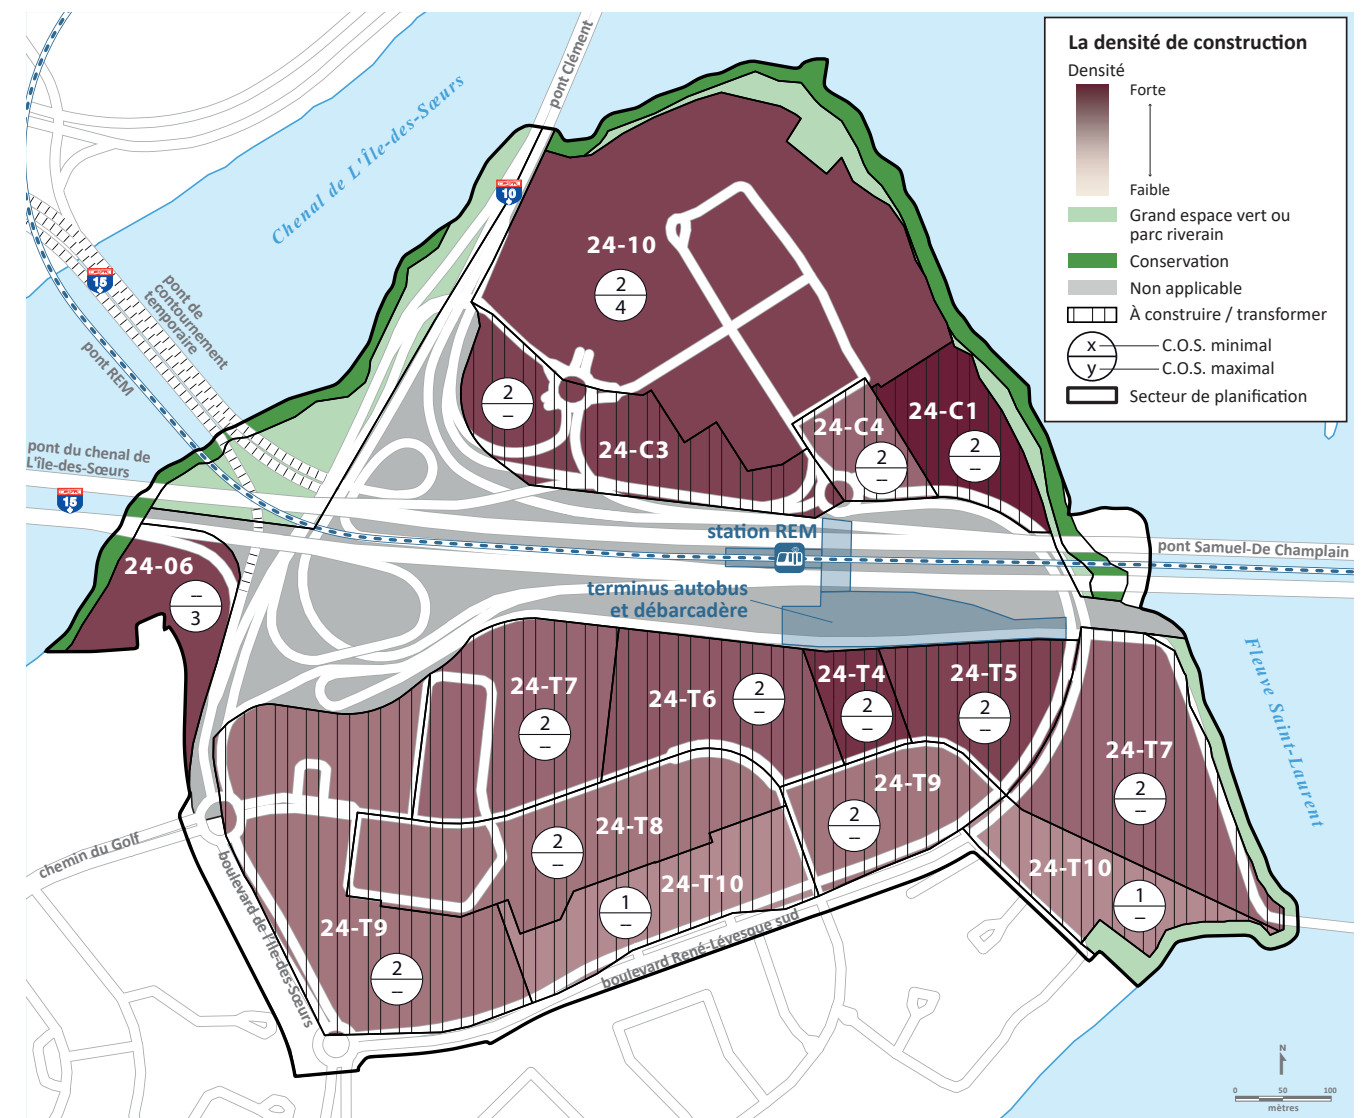 La densité de construction
Densité
Forte
Faible
Grand espace vert ou
parc riverain
Conservation
Non applicable
À construire / transformer
x
C.O.S. minimal
y
C.O.S. maximal
Secteur de planification
pont Clément
Chenal de L'Île-des-Sœurs
10
24-10
2
4
15
pont de
contournement
temporaire
pont REM
2
–
24-C3
24-C4
2
–
24-C1
2
–
pont du chenal de
L'île-des-Sœurs
15
station REM
pont Samuel-De Champlain
24-06
–
3
terminus autobus
et débarcadère
Fleuve Saint-Laurent
24-T7
2
–
24-T6
2
–
24-T4
2
–
24-T5
2
–
24-T7
2
–
24-T9
2
–
24-T8
2
–
24-T10
1
–
24-T10
1
–
24-T9
2
–
chemin du Golf
boulevard de l'Île-des-Sœurs
boulevard René-Lévesque sud
N
0 50 100
mètres